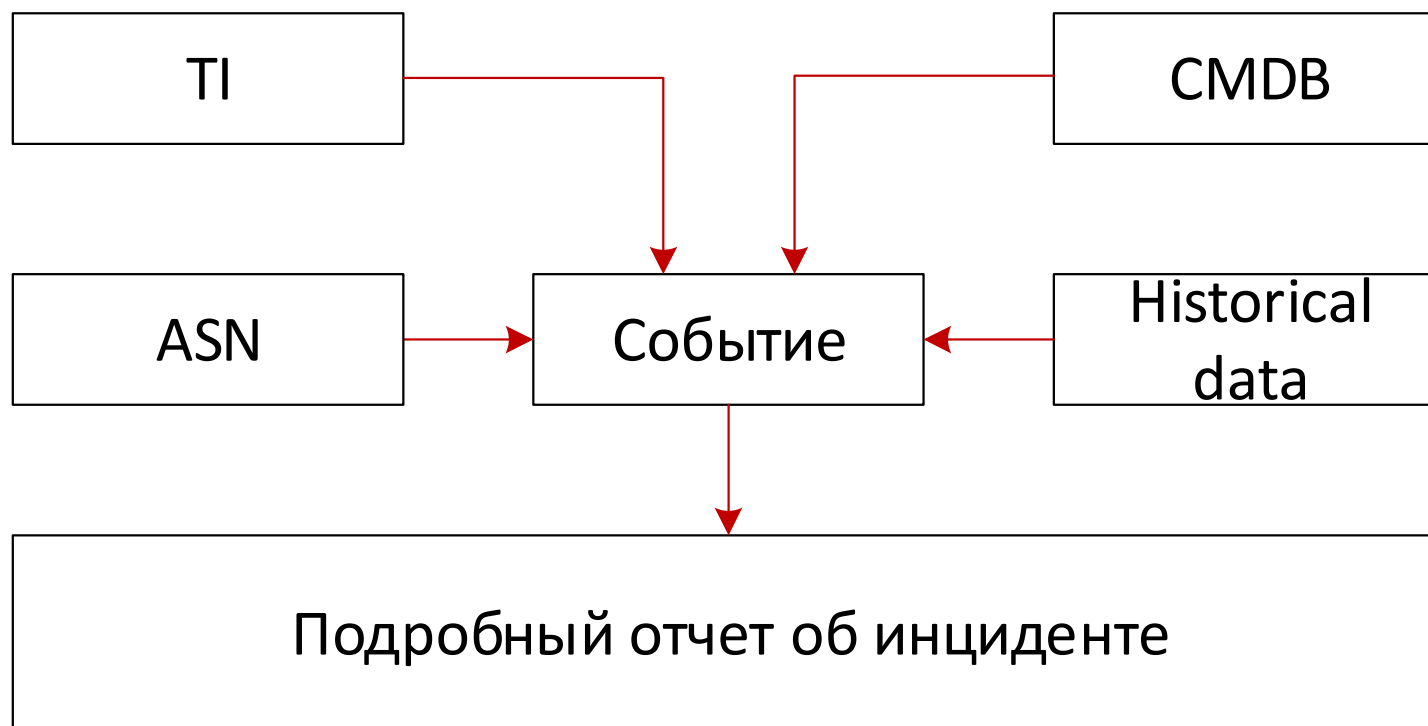 TI
CMDB
ASN
Событие
Historical
data
Подробный отчет об инциденте